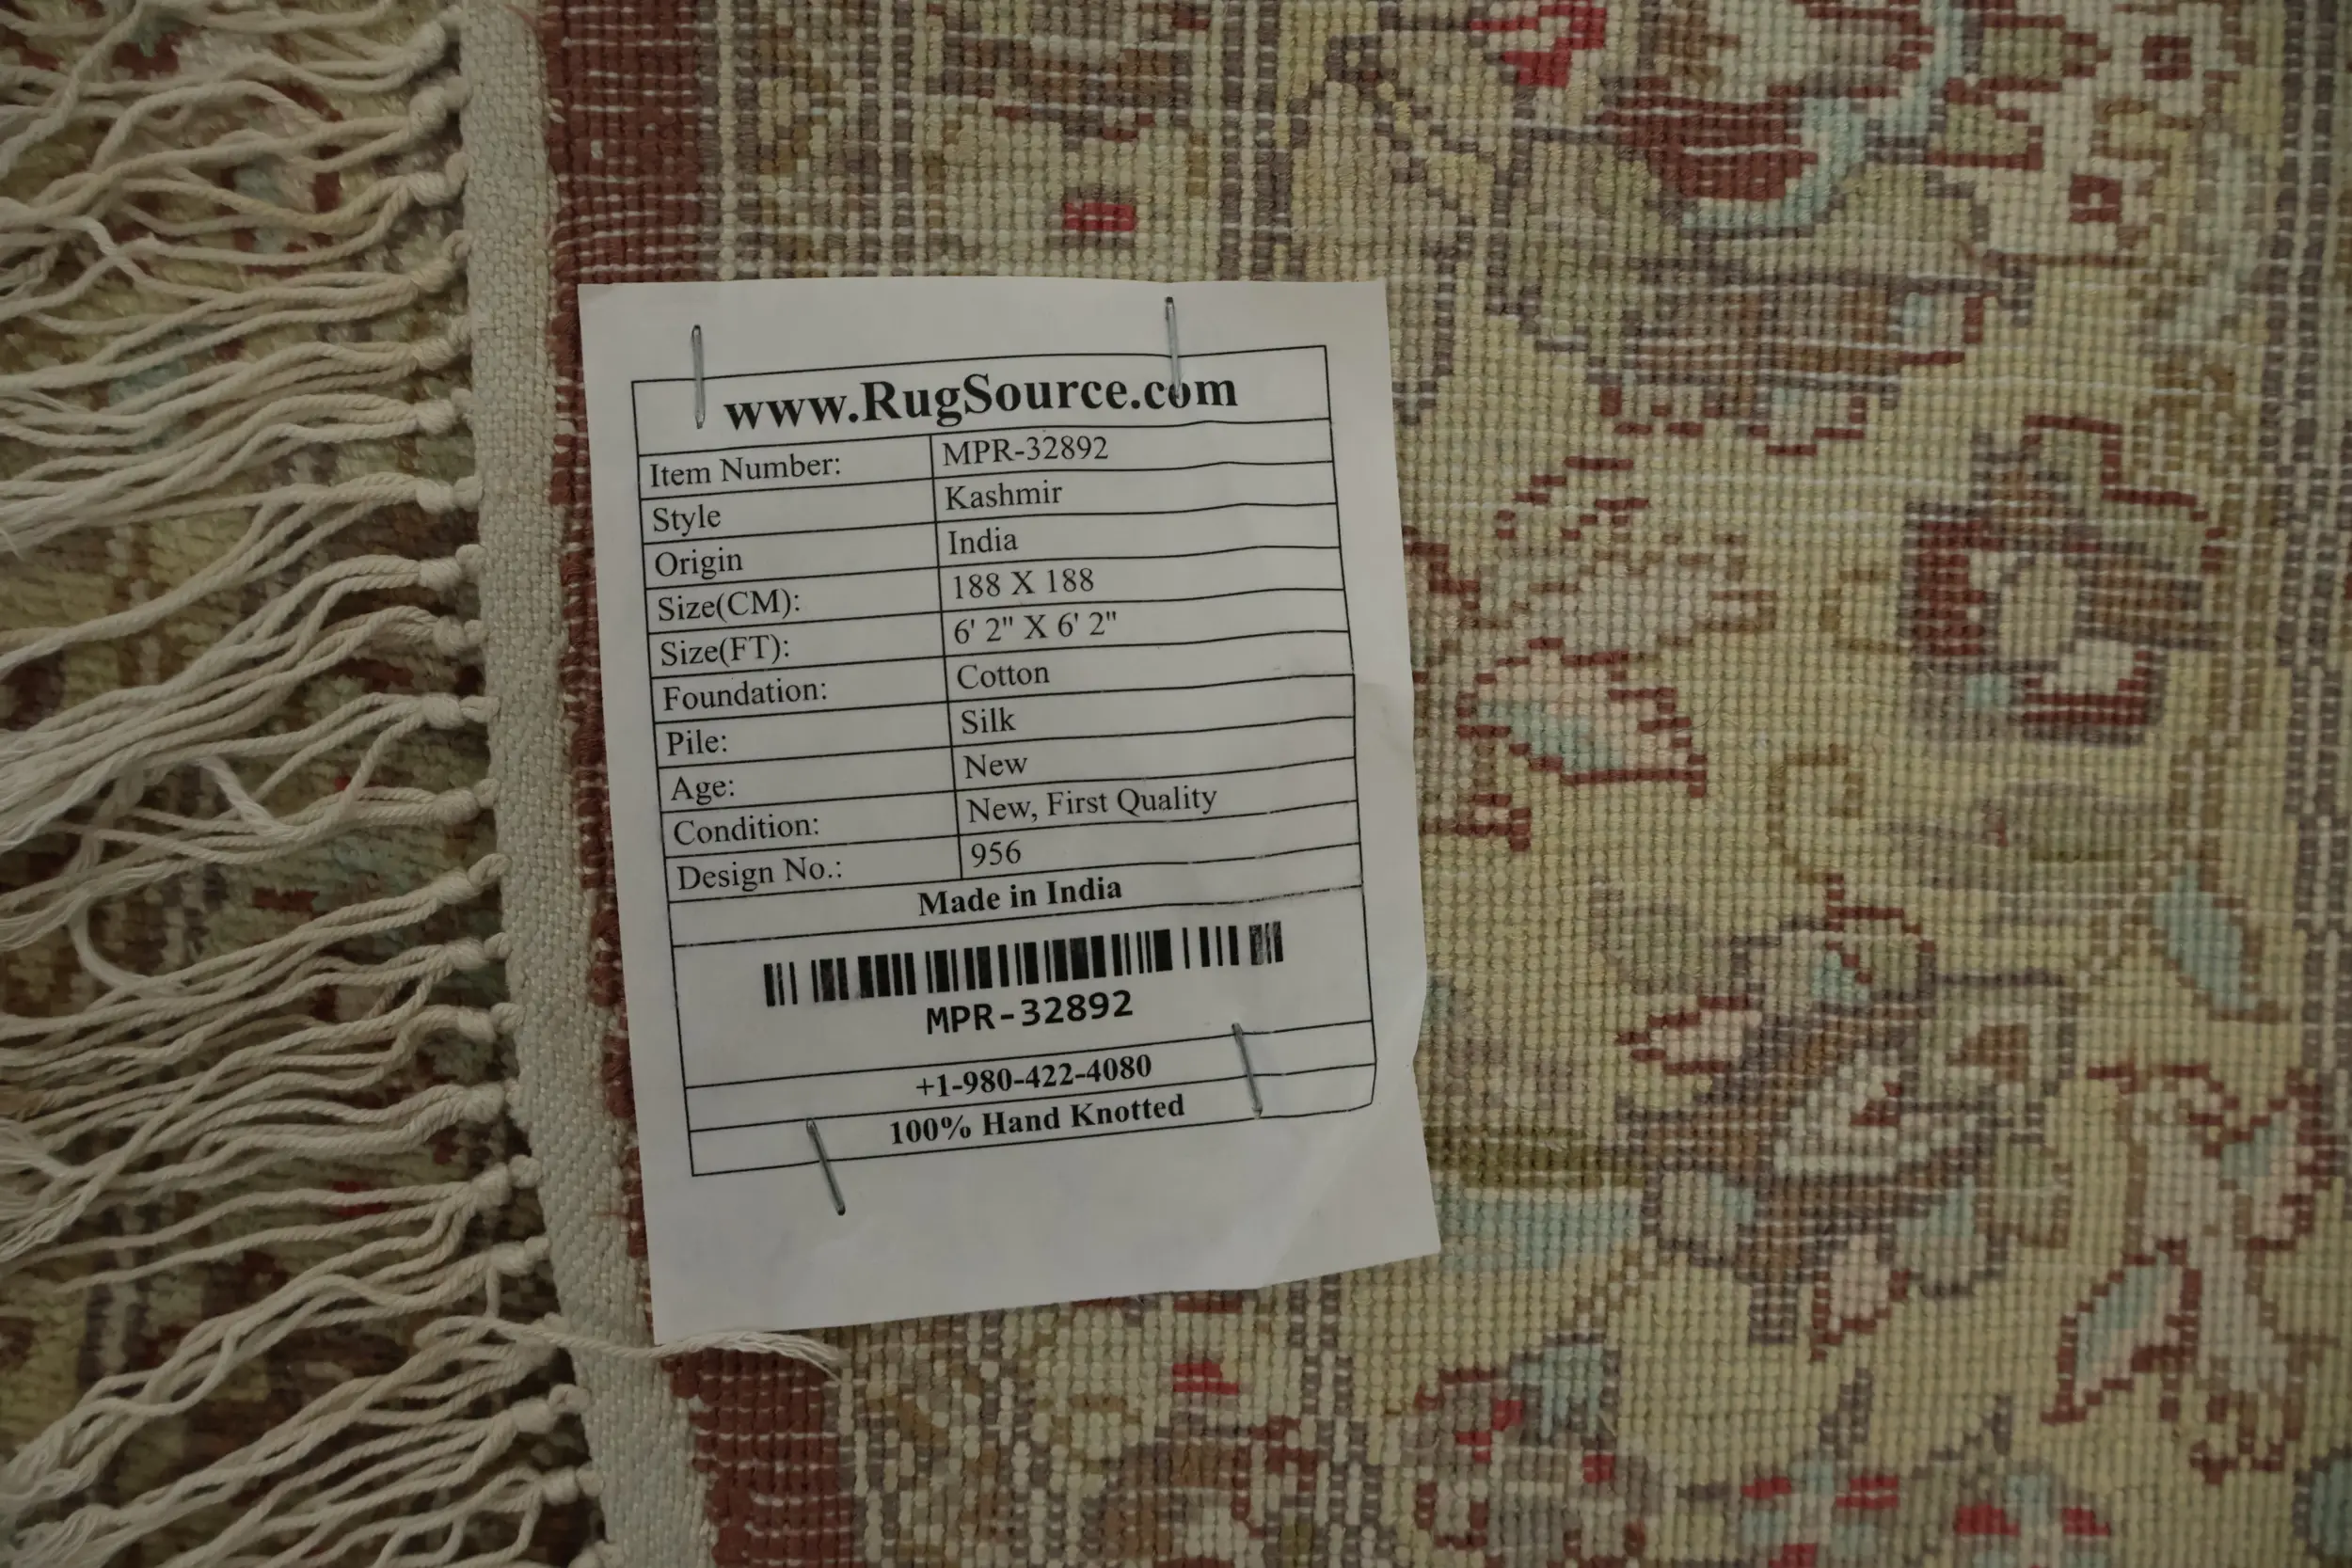 www.RugSource.com
Item Number: MPR-32892
Style Kashmir
Origin India
Size(CM): 188 X 188
Size(FT): 6' 2" X 6' 2"
Foundation: Cotton
Pile: Silk
Age: New
Condition: New, First Quality
Design No.: 956
Made in India
MPR-32892
+1-980-422-4080
100% Hand Knotted